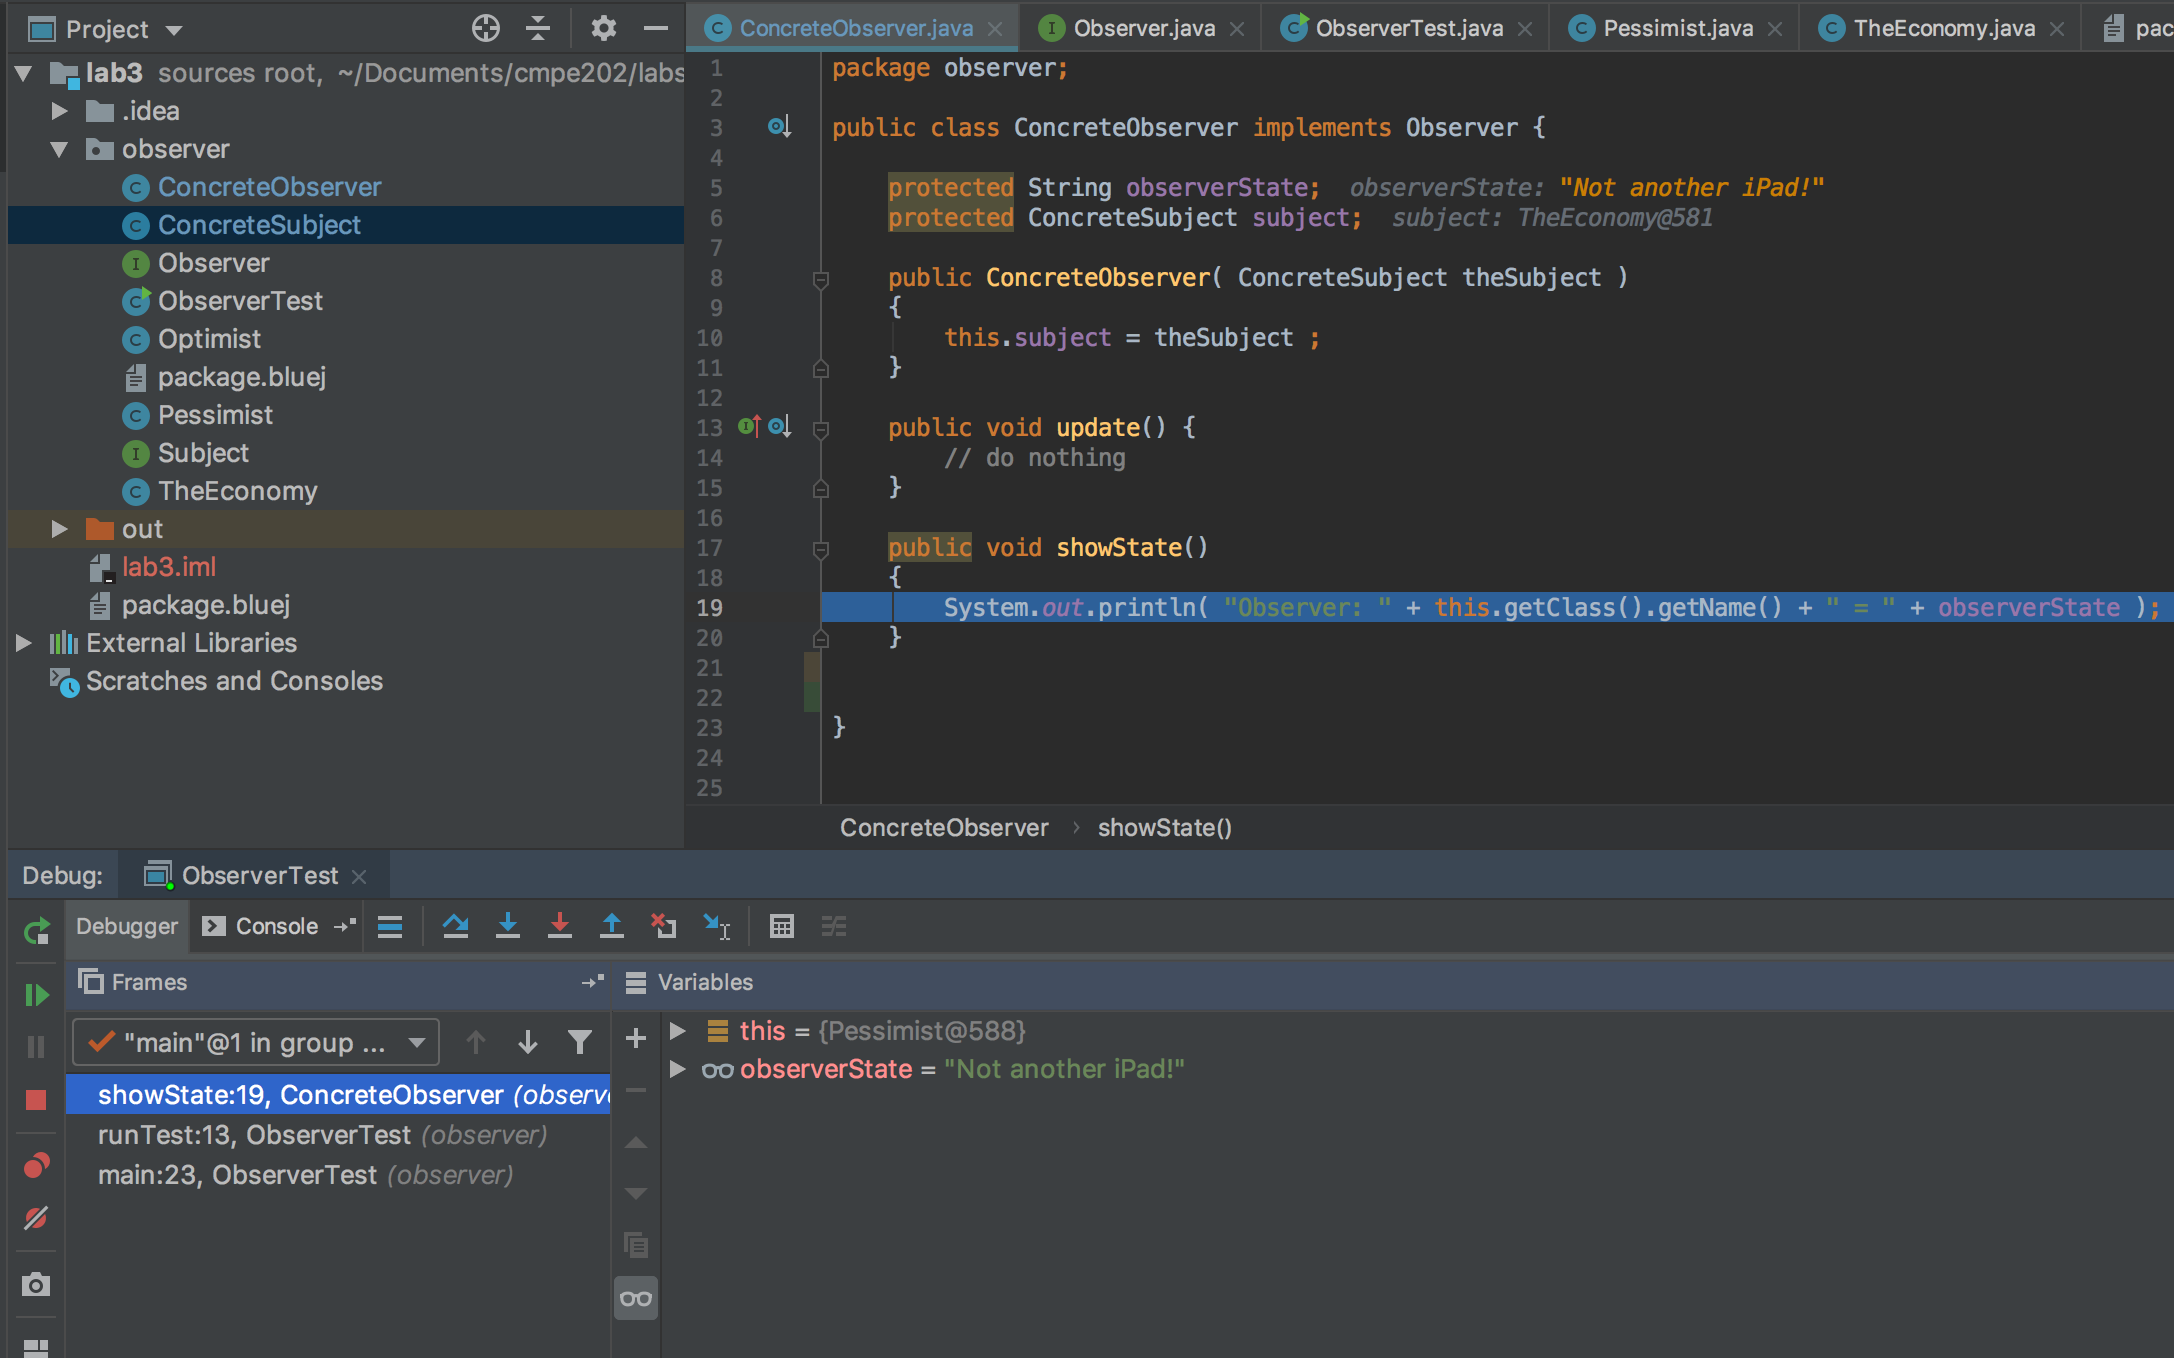 Project
lab3 sources root, ~/Documents/cmpe202/labs
.idea
observer
ConcreteObserver
ConcreteSubject
Observer
ObserverTest
Optimist
package.bluej
Pessimist
Subject
TheEconomy
out
lab3.iml
package.bluej
External Libraries
Scratches and Consoles
ConcreteObserver.java
Observer.java
ObserverTest.java
Pessimist.java
TheEconomy.java
pac
1 package observer;
2
3 public class ConcreteObserver implements Observer {
4
5 protected String observerState; observerState: "Not another iPad!"
6 protected ConcreteSubject subject; subject: TheEconomy@581
7
8 public ConcreteObserver( ConcreteSubject theSubject )
9 {
10 this.subject = theSubject ;
11 }
12
13 public void update() {
14 // do nothing
15 }
16
17 public void showState()
18 {
19 System.out.println( "Observer: " + this.getClass().getName() + " = " + observerState );
20 }
21
22
23 }
24
25
ConcreteObserver › showState()
Debug: ObserverTest
Debugger Console
Frames
Variables
"main"@1 in group ...
showState:19, ConcreteObserver (observe
runTest:13, ObserverTest (observer)
main:23, ObserverTest (observer)
this = {Pessimist@588}
observerState = "Not another iPad!"